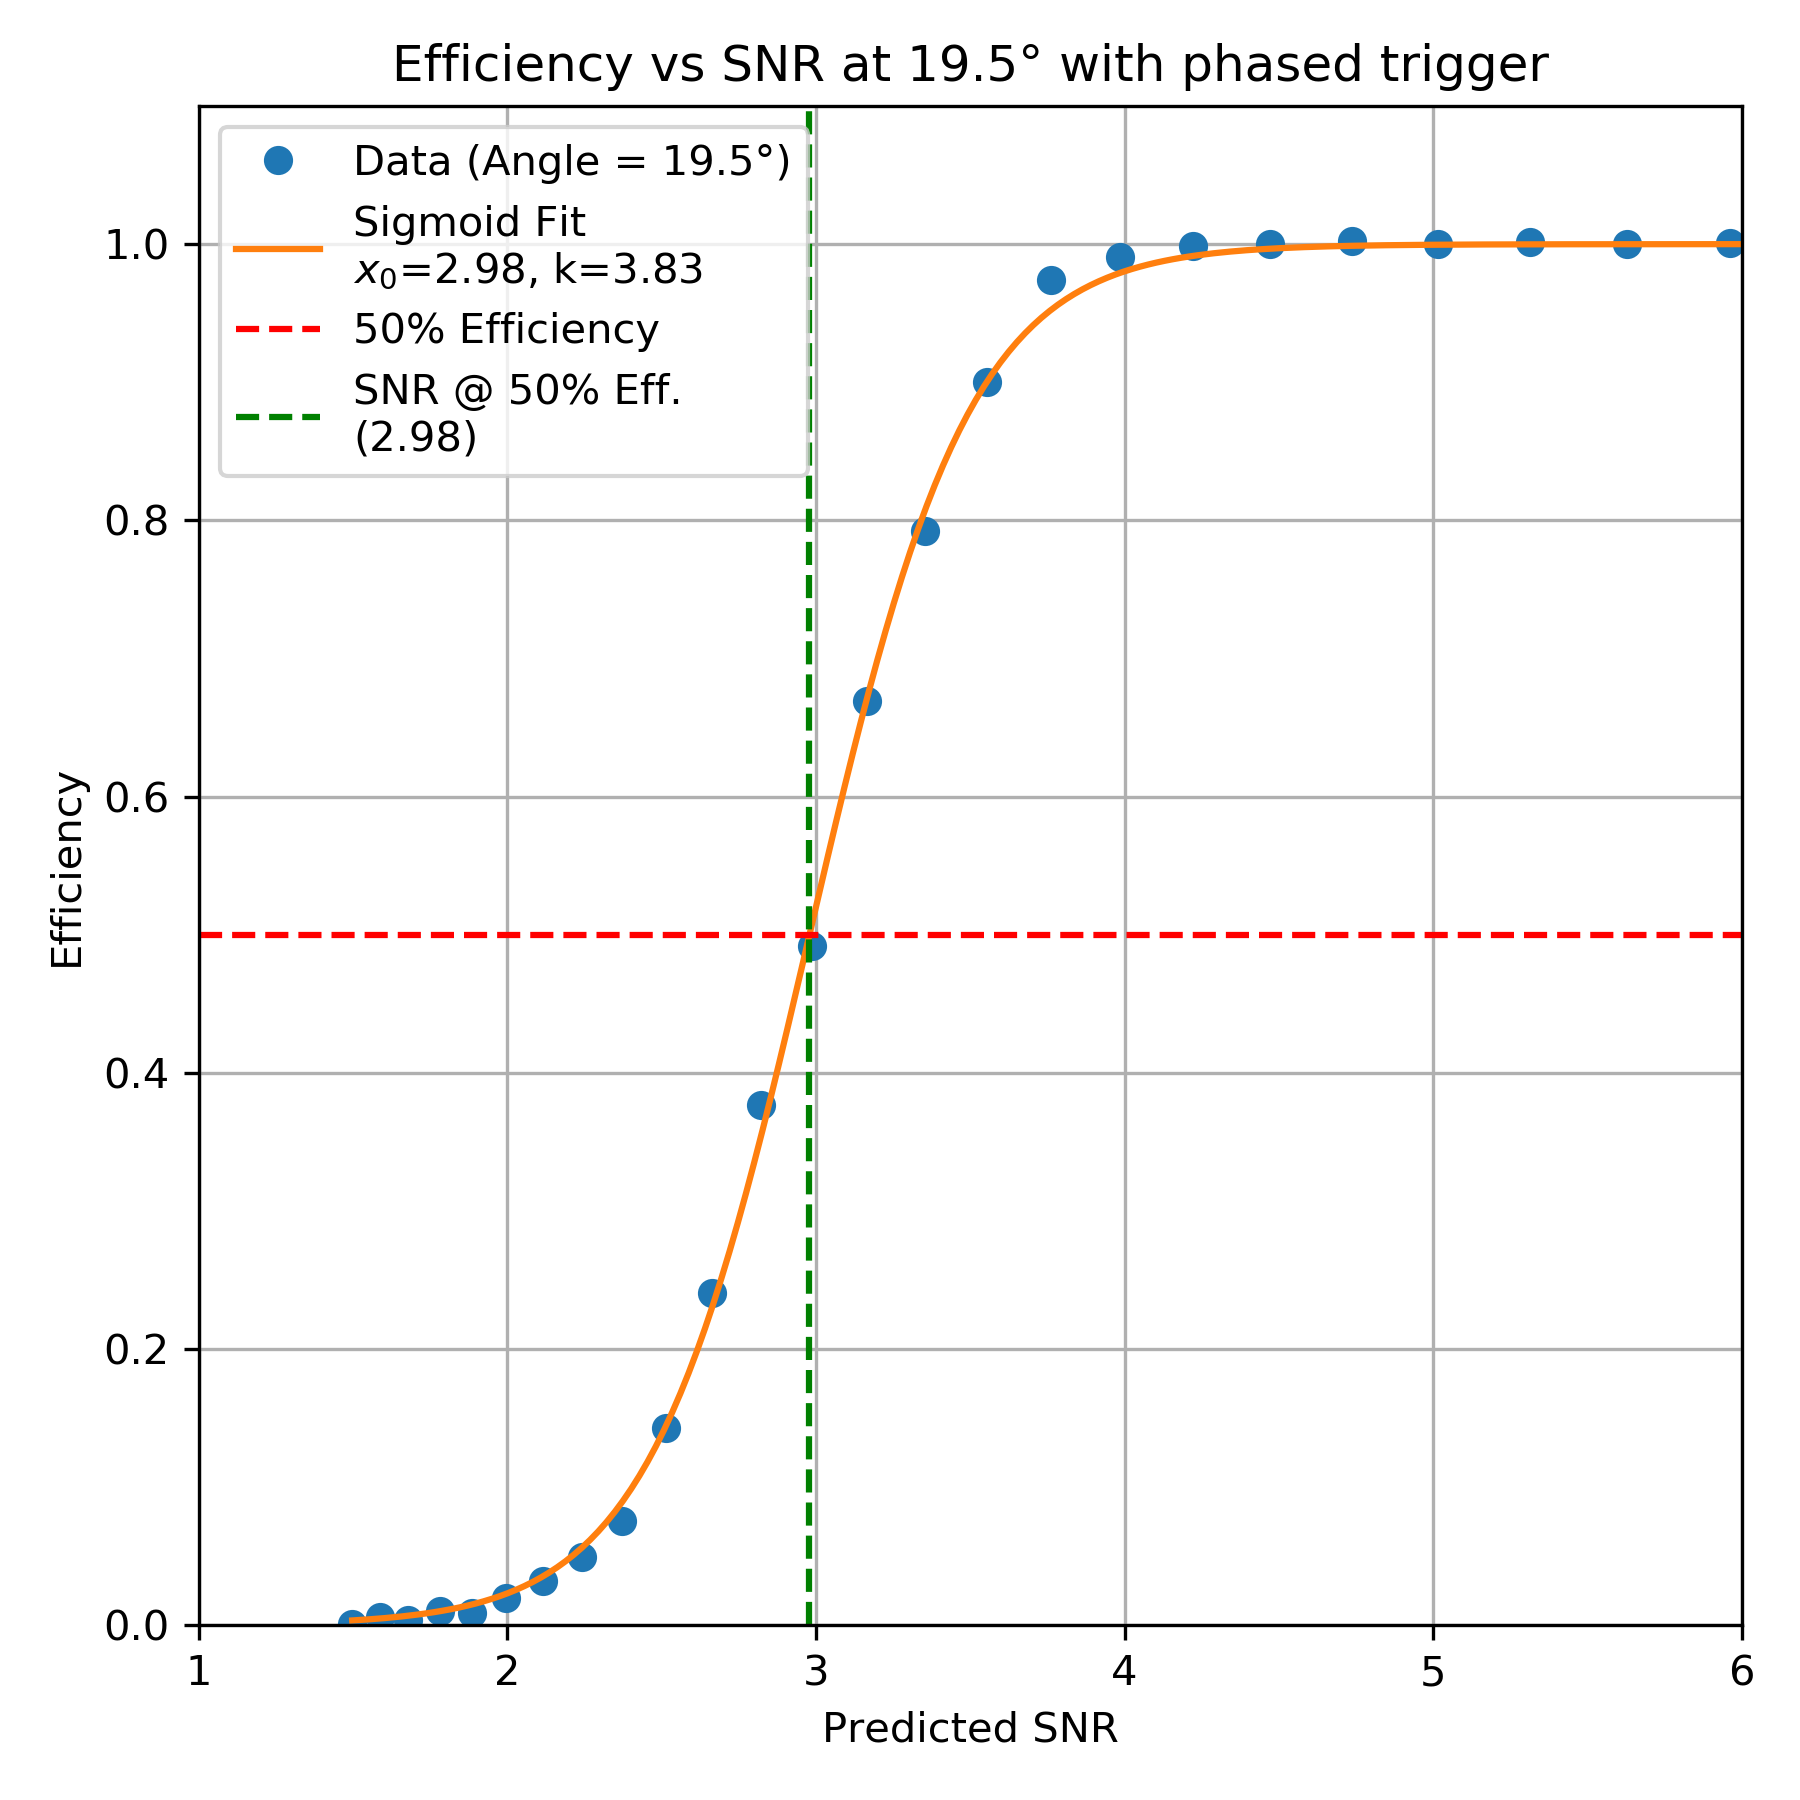 Efficiency vs SNR at 19.5° with phased trigger
Data (Angle = 19.5°)
Sigmoid Fit
x₀=2.98, k=3.83
50% Efficiency
SNR @ 50% Eff.
(2.98)
Efficiency
1.0
0.8
0.6
0.4
0.2
0.0
1 2 3 4 5 6
Predicted SNR